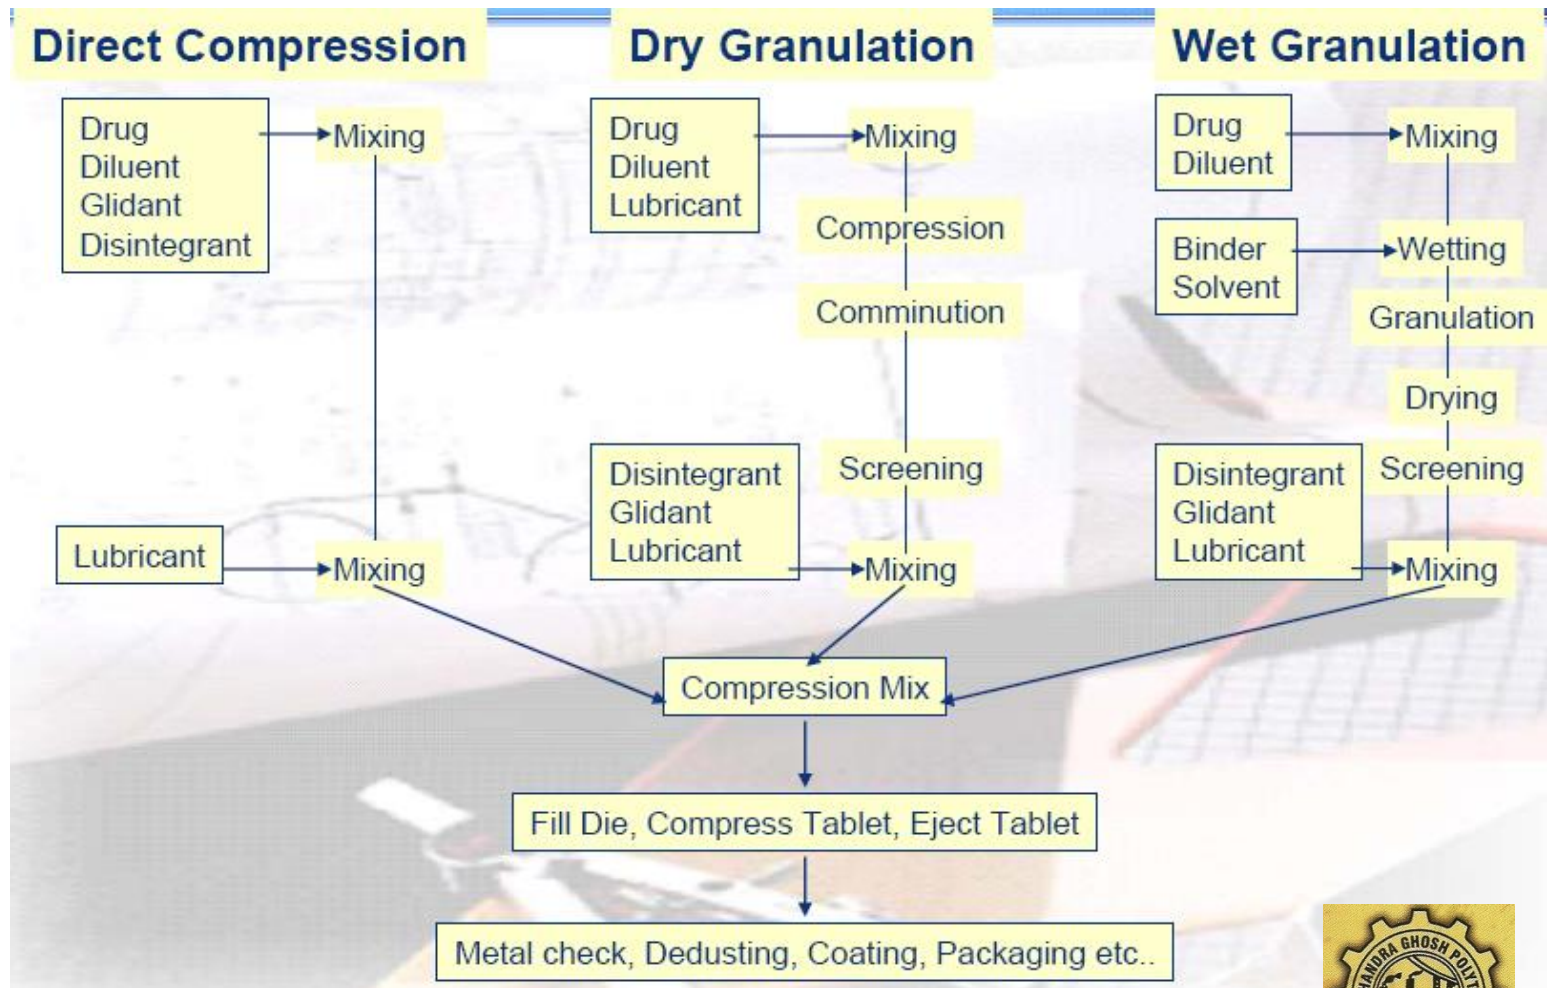 Direct Compression
Drug
Diluent
Glidant
Disintegrant
Mixing
Lubricant
Mixing
Dry Granulation
Drug
Diluent
Lubricant
Mixing
Compression
Comminution
Screening
Disintegrant
Glidant
Lubricant
Mixing
Wet Granulation
Drug
Diluent
Mixing
Binder
Solvent
Wetting
Granulation
Drying
Screening
Disintegrant
Glidant
Lubricant
Mixing
Compression Mix
Fill Die, Compress Tablet, Eject Tablet
Metal check, Dedusting, Coating, Packaging etc..
GHOSH